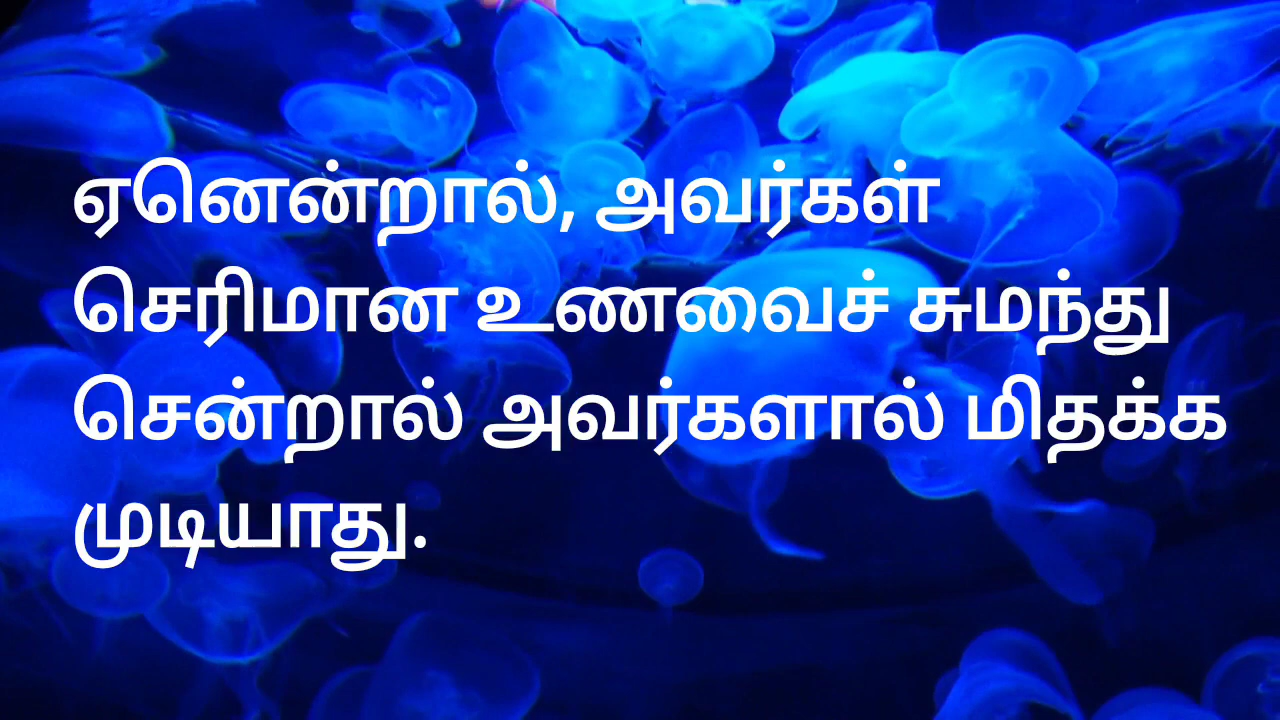 ஏனென்றால், அவர்கள்
செரிமான உணவைச் சுமந்து
சென்றால் அவர்களால் மிதக்க
முடியாது.